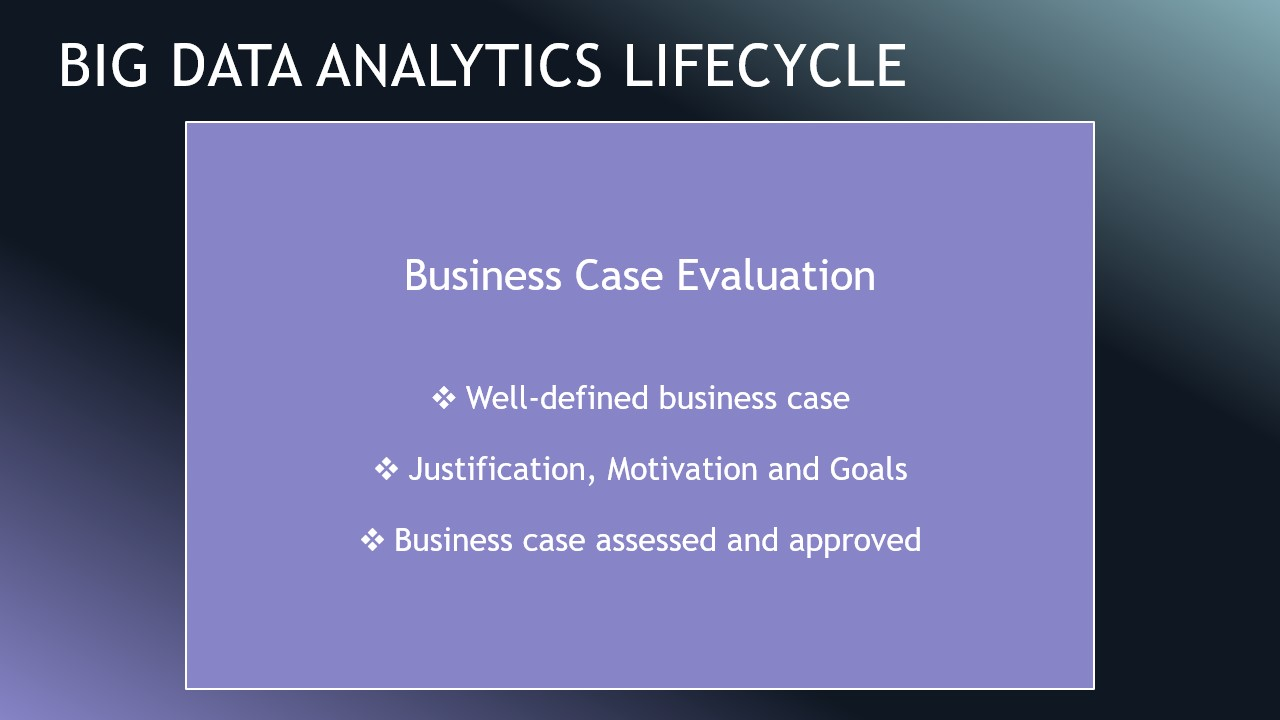 BIG DATA ANALYTICS LIFECYCLE
Business Case Evaluation
❖ Well-defined business case
❖ Justification, Motivation and Goals
❖ Business case assessed and approved